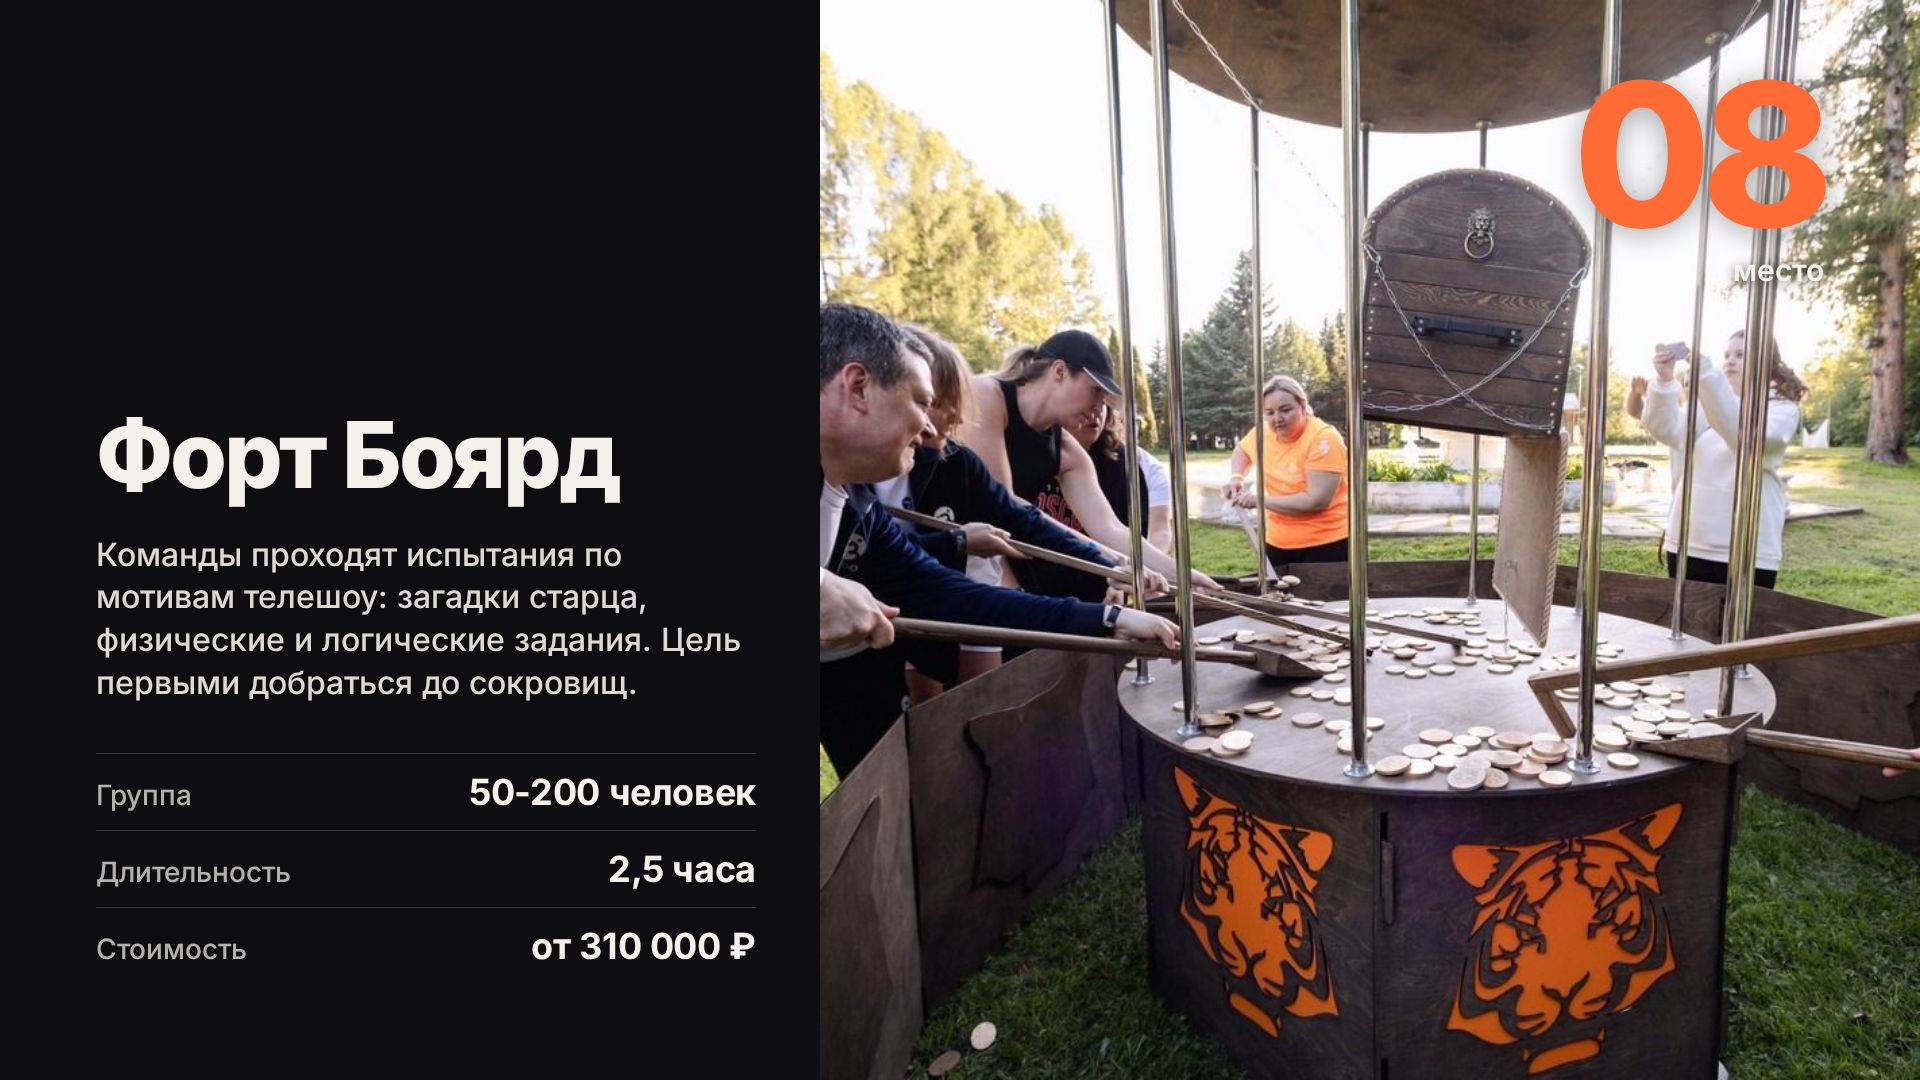 08
место
Форт Боярд
Команды проходят испытания по
мотивам телешоу: загадки старца,
физические и логические задания. Цель
первыми добраться до сокровищ.
Группа 50-200 человек
Длительность 2,5 часа
Стоимость от 310 000 ₽